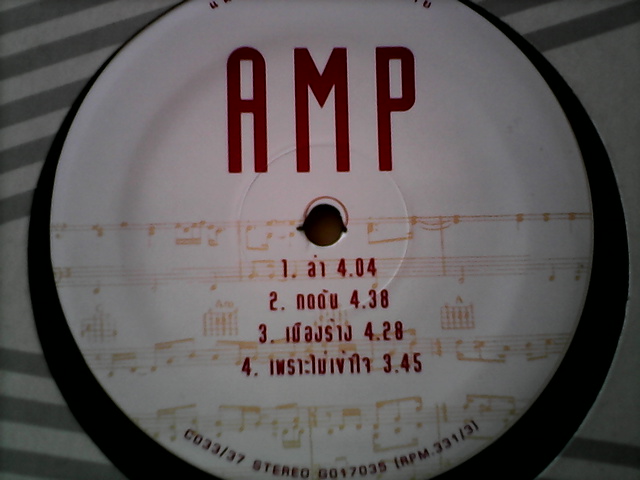 AMP
1. ล่า 4.04
2. กดดัน 4.38
3. เมืองร้าง 4.28
4. เพราะไม่เข้าใจ 3.45
C033/37 STEREO G017035 (RPM.331/3)